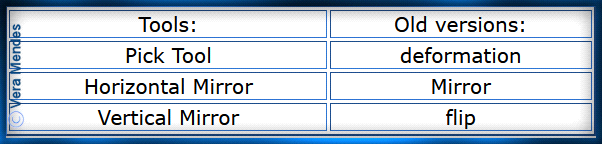 Tools: Old versions:
Pick Tool deformation
Horizontal Mirror Mirror
Vertical Mirror flip
© Vera Mendes